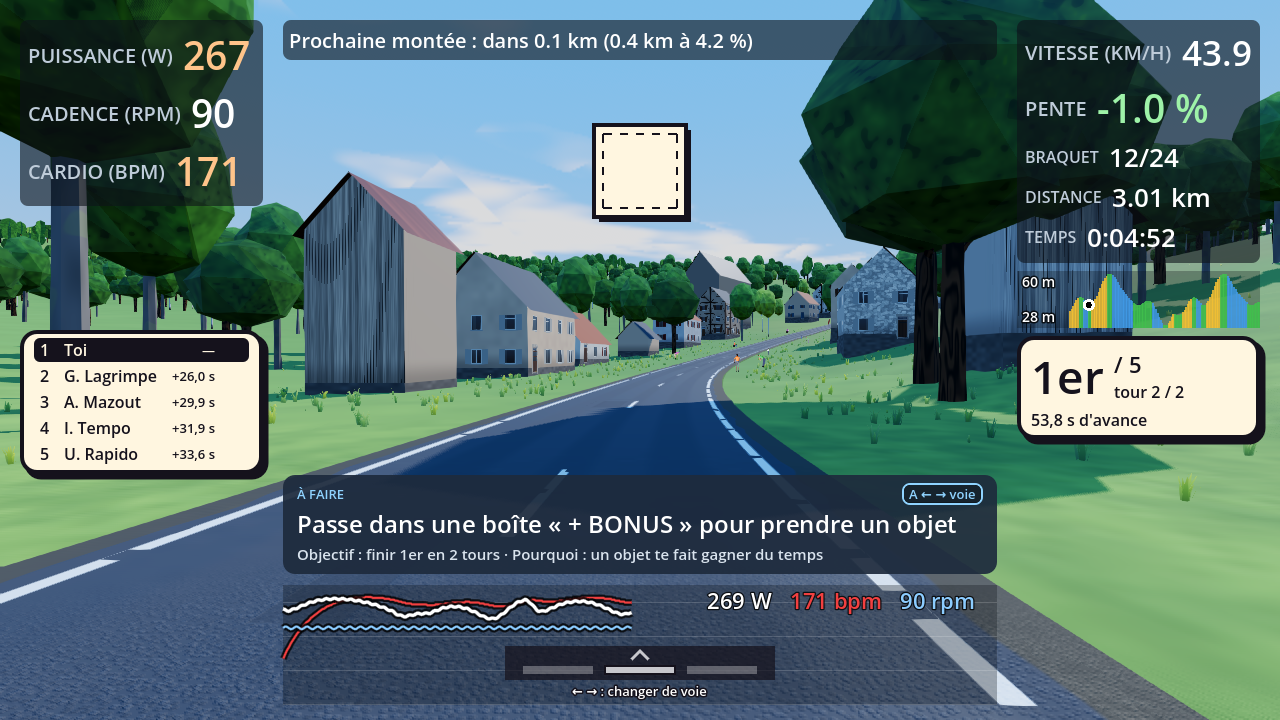 PUISSANCE (W) 267
CADENCE (RPM) 90
CARDIO (BPM) 171
Prochaine montée : dans 0.1 km (0.4 km à 4.2 %)
VITESSE (KM/H) 43.9
PENTE -1.0 %
BRAQUET 12/24
DISTANCE 3.01 km
TEMPS 0:04:52
60 m
28 m
1 Toi —
2 G. Lagrimpe +26,0 s
3 A. Mazout +29,9 s
4 I. Tempo +31,9 s
5 U. Rapido +33,6 s
1er / 5
tour 2 / 2
53,8 s d'avance
À FAIRE
A ← → voie
Passe dans une boîte « + BONUS » pour prendre un objet
Objectif : finir 1er en 2 tours · Pourquoi : un objet te fait gagner du temps
269 W 171 bpm 90 rpm
← → : changer de voie